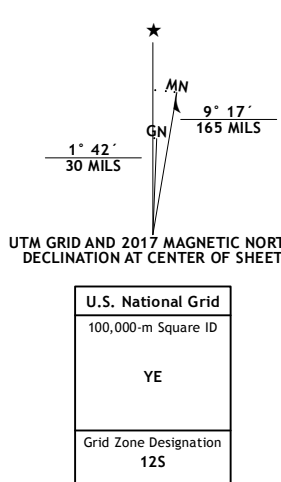 ★
MN
GN
9° 17´
165 MILS
1° 42´
30 MILS
UTM GRID AND 2017 MAGNETIC NORT
DECLINATION AT CENTER OF SHEET
U.S. National Grid
100,000-m Square ID
YE
Grid Zone Designation
12S